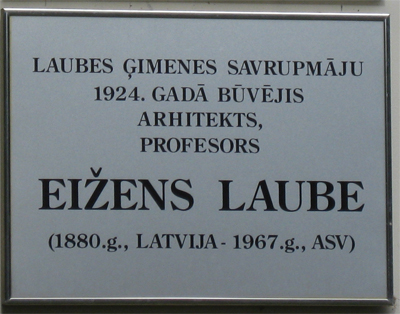 LAUBES ĢIMENES SAVRUPMĀJU
1924. GADĀ BŪVĒJIS
ARHITEKTS,
PROFESORS
EIŽENS LAUBE
(1880.g., LATVIJA - 1967.g., ASV)